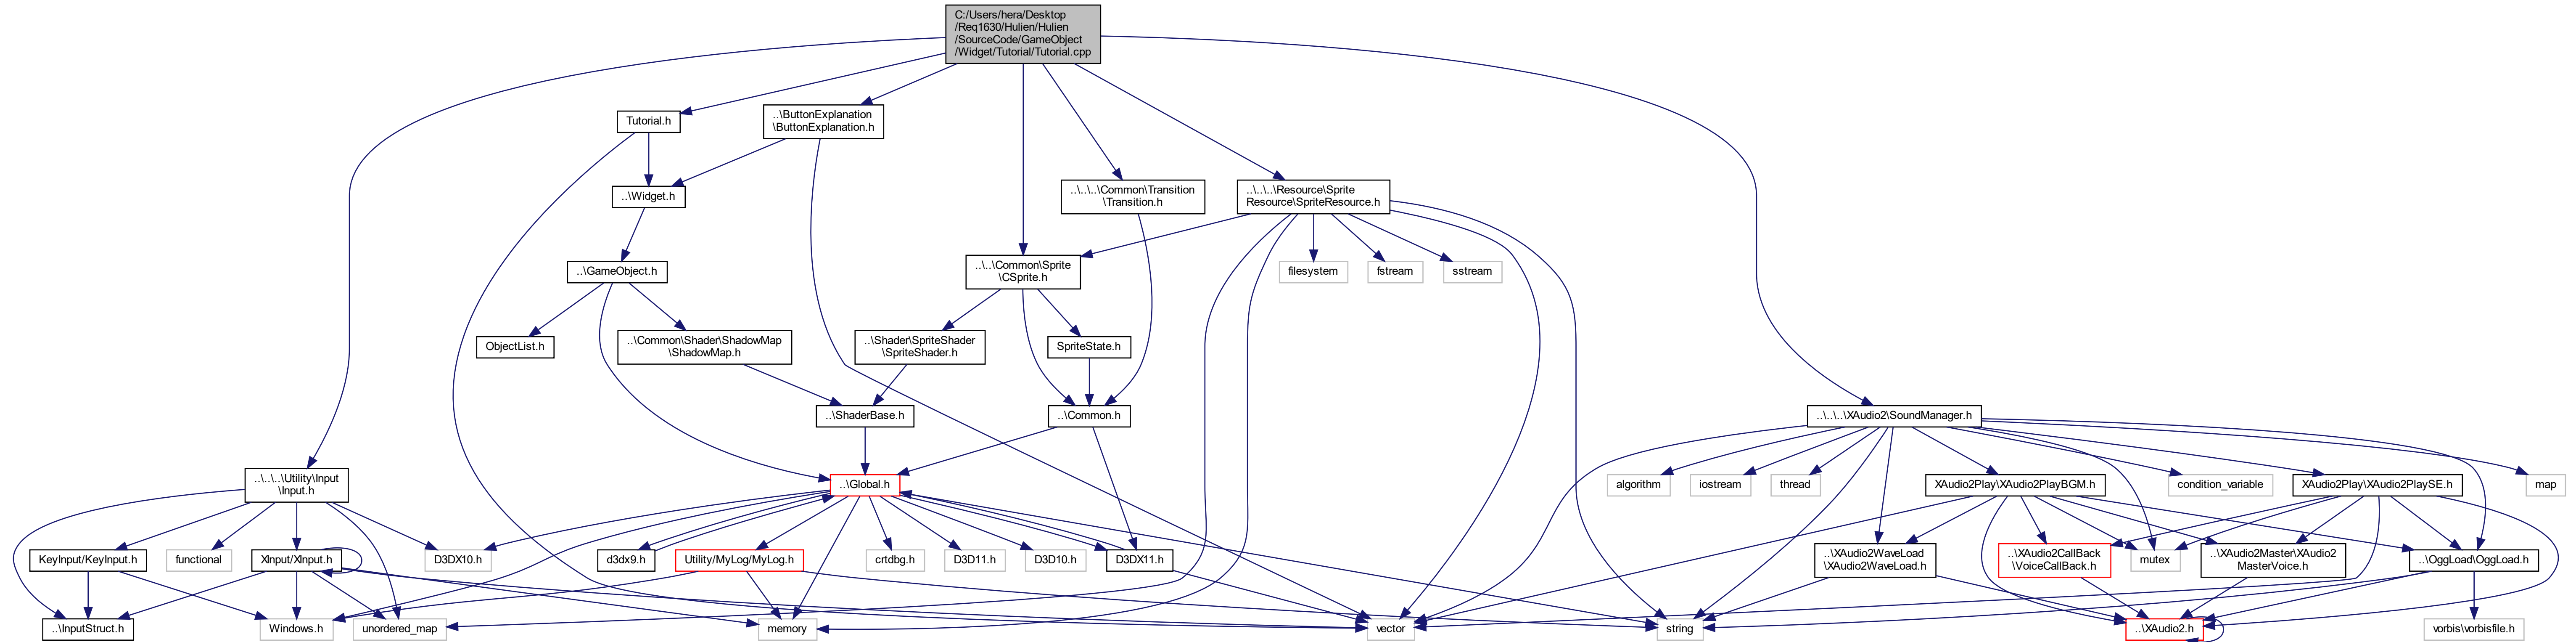 C:/Users/hera/Desktop
/Req1630/Hulien/Hulien
/SourceCode/GameObject
/Widget/Tutorial/Tutorial.cpp
Tutorial.h
..\ButtonExplanation
\ButtonExplanation.h
..\Widget.h
..\..\..\Common\Transition
\Transition.h
..\..\..\Resource\Sprite
Resource\SpriteResource.h
..\GameObject.h
..\..\Common\Sprite
\CSprite.h
filesystem
fstream
sstream
ObjectList.h
..\Common\Shader\ShadowMap
\ShadowMap.h
..\Shader\SpriteShader
\SpriteShader.h
SpriteState.h
..\ShaderBase.h
..\Common.h
..\..\..\XAudio2\SoundManager.h
..\..\..\Utility\Input
\Input.h
..\Global.h
algorithm
iostream
thread
XAudio2Play\XAudio2PlayBGM.h
condition_variable
XAudio2Play\XAudio2PlaySE.h
map
KeyInput/KeyInput.h
functional
XInput/XInput.h
D3DX10.h
d3dx9.h
Utility/MyLog/MyLog.h
crtdbg.h
D3D11.h
D3D10.h
D3DX11.h
..\XAudio2WaveLoad
\XAudio2WaveLoad.h
..\XAudio2CallBack
\VoiceCallBack.h
mutex
..\XAudio2Master\XAudio2
MasterVoice.h
..\OggLoad\OggLoad.h
..\InputStruct.h
Windows.h
unordered_map
memory
vector
string
..\XAudio2.h
vorbis\vorbisfile.h